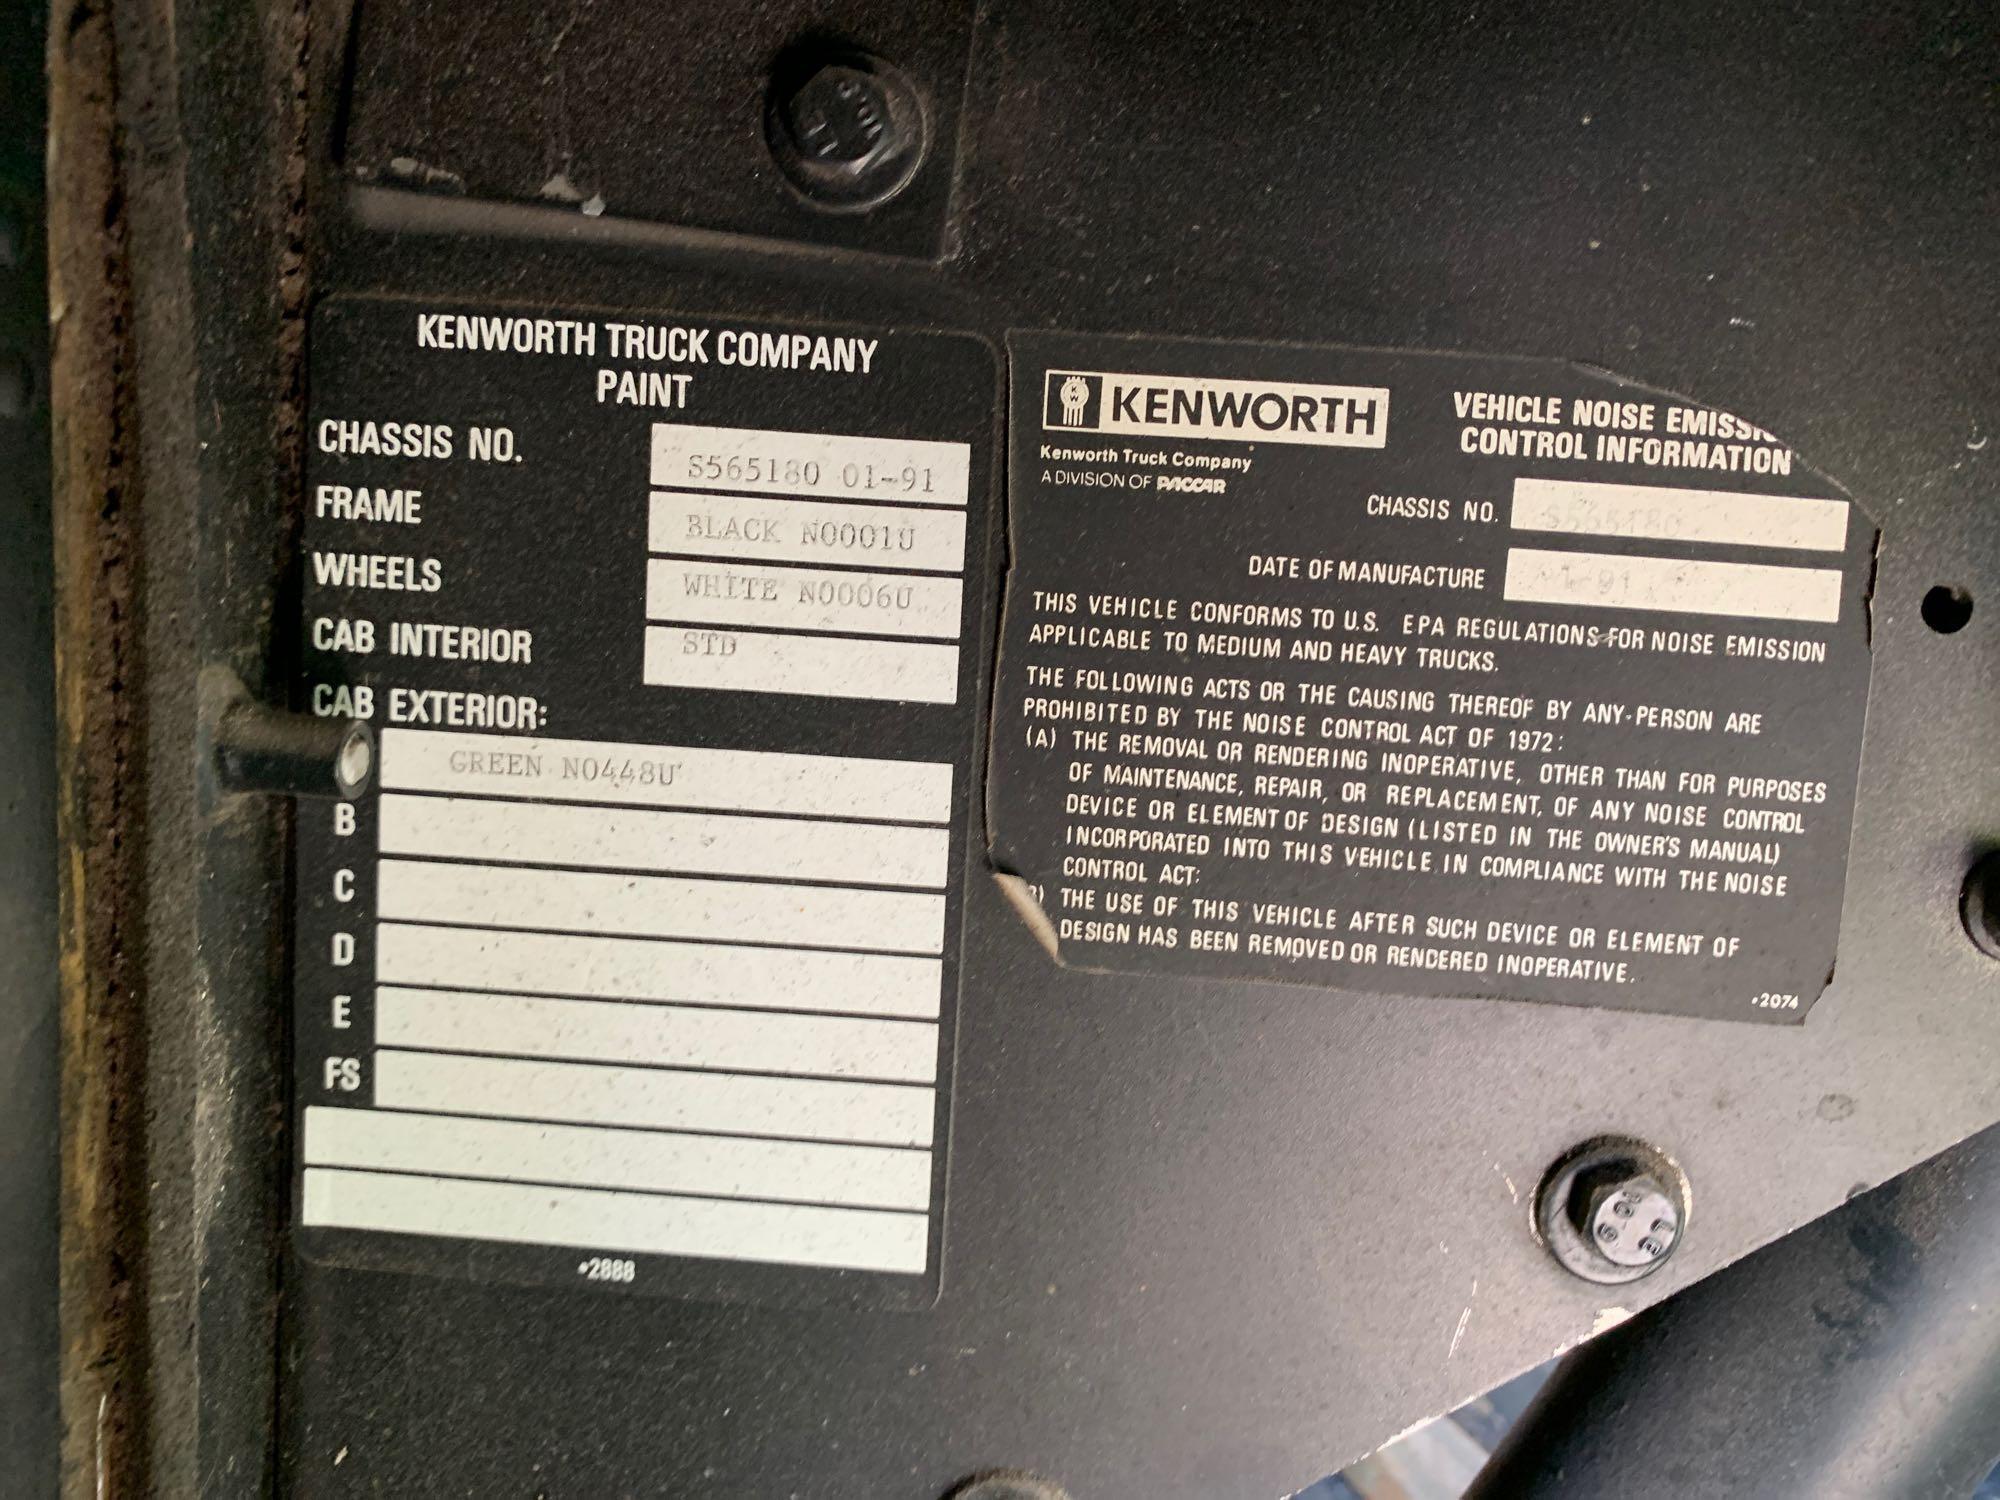 KENWORTH TRUCK COMPANY
PAINT
CHASSIS NO. S565180 01-91
FRAME BLACK N0001U
WHEELS WHITE N0006U
CAB INTERIOR STD
CAB EXTERIOR:
GREEN N0448U
B
C
D
E
FS
•2888
KENWORTH
Kenworth Truck Company
A DIVISION OF PACCAR
VEHICLE NOISE
CONTROL INFORMATION
CHASSIS NO. S565180
DATE OF MANUFACTURE 1-91
THIS VEHICLE CONFORMS TO U.S. EPA REGULATIONS FOR NOISE EMISSION
APPLICABLE TO MEDIUM AND HEAVY TRUCKS.
THE FOLLOWING ACTS OR THE CAUSING THEREOF BY ANY PERSON ARE
PROHIBITED BY THE NOISE CONTROL ACT OF 1972:
(A) THE REMOVAL OR RENDERING INOPERATIVE, OTHER THAN FOR PURPOSES
OF MAINTENANCE, REPAIR, OR REPLACEMENT, OF ANY NOISE CONTROL
DEVICE OR ELEMENT OF DESIGN (LISTED IN THE OWNER'S MANUAL)
INCORPORATED INTO THIS VEHICLE IN COMPLIANCE WITH THE NOISE
CONTROL ACT:
) THE USE OF THIS VEHICLE AFTER SUCH DEVICE OR ELEMENT OF
DESIGN HAS BEEN REMOVED OR RENDERED INOPERATIVE.
•2074